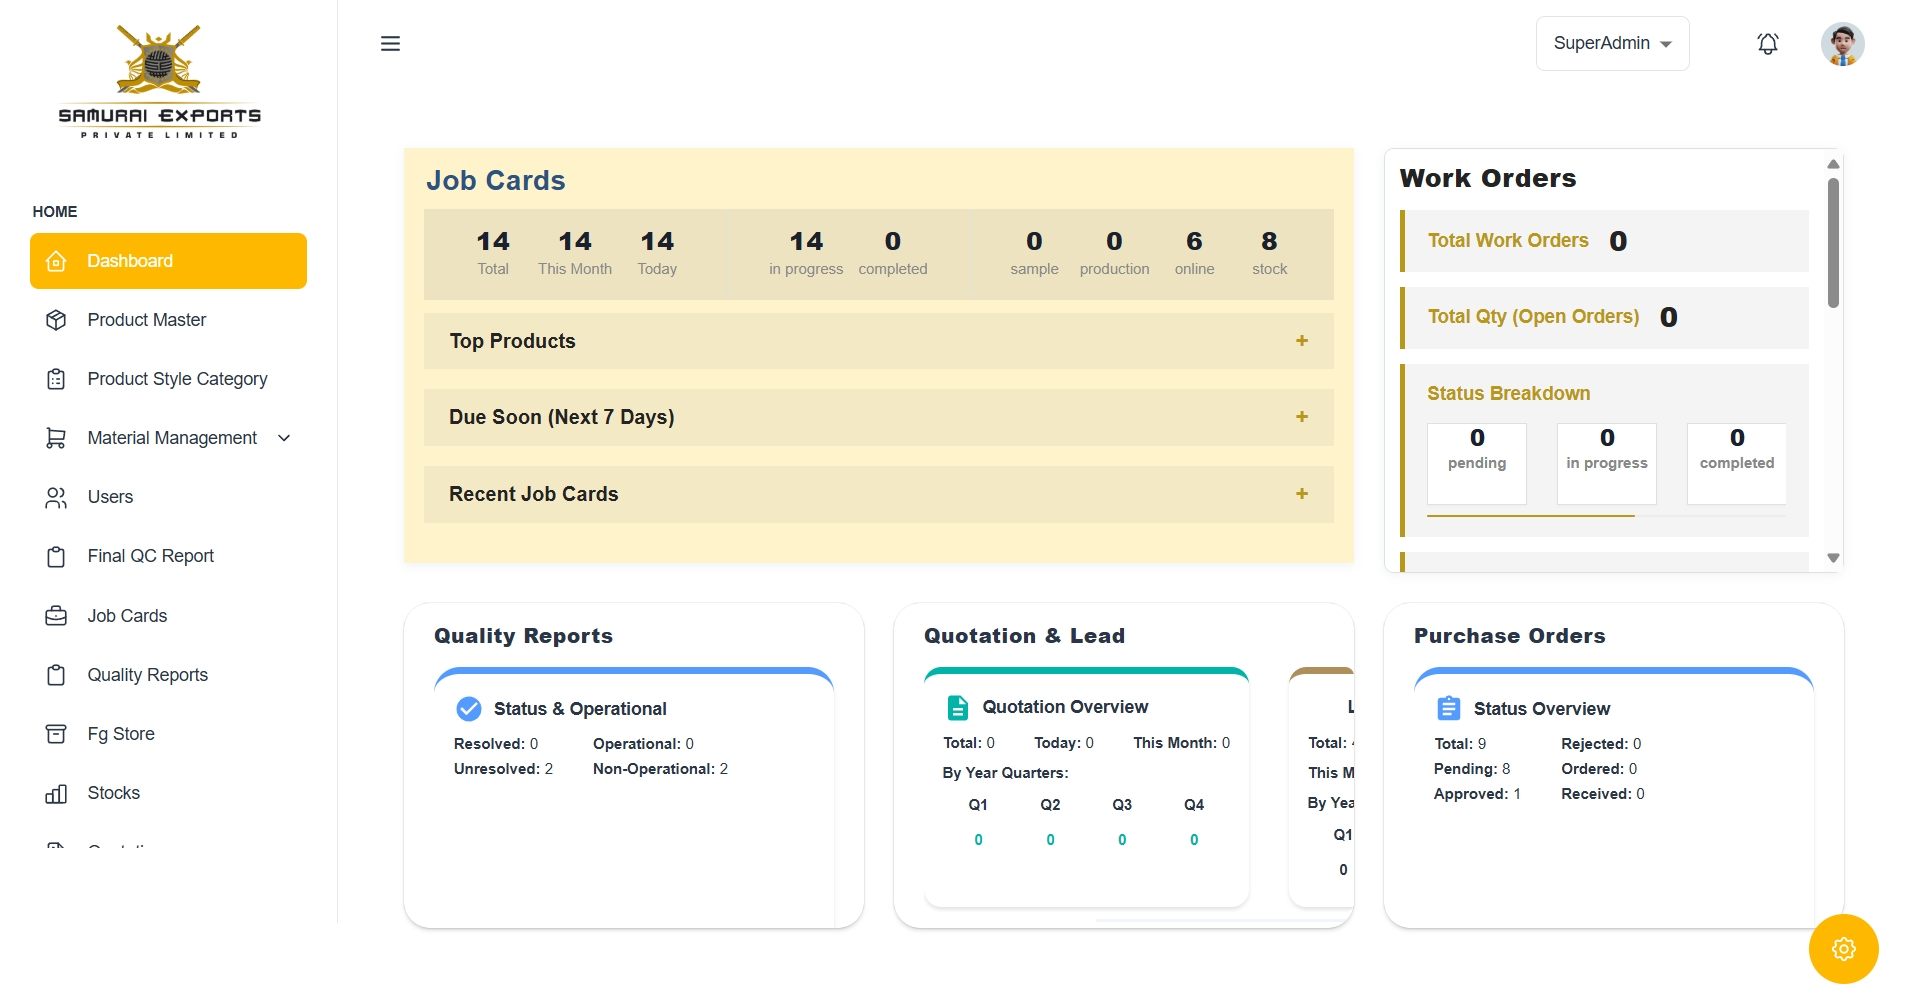 SAMURAI EXPORTS
PRIVATE LIMITED
HOME
Dashboard
Product Master
Product Style Category
Material Management
Users
Final QC Report
Job Cards
Quality Reports
Fg Store
Stocks
SuperAdmin
Job Cards
14 14 14 14 0 0 0 6 8
Total This Month Today in progress completed sample production online stock
Top Products +
Due Soon (Next 7 Days) +
Recent Job Cards +
Work Orders
Total Work Orders 0
Total Qty (Open Orders) 0
Status Breakdown
0 0 0
pending in progress completed
Quality Reports
Status & Operational
Resolved: 0 Operational: 0
Unresolved: 2 Non-Operational: 2
Quotation & Lead
Quotation Overview
Total: 0 Today: 0 This Month: 0
By Year Quarters:
Q1 Q2 Q3 Q4
0 0 0 0
L
Total:
This M
By Yea
Q1
0
Purchase Orders
Status Overview
Total: 9 Rejected: 0
Pending: 8 Ordered: 0
Approved: 1 Received: 0